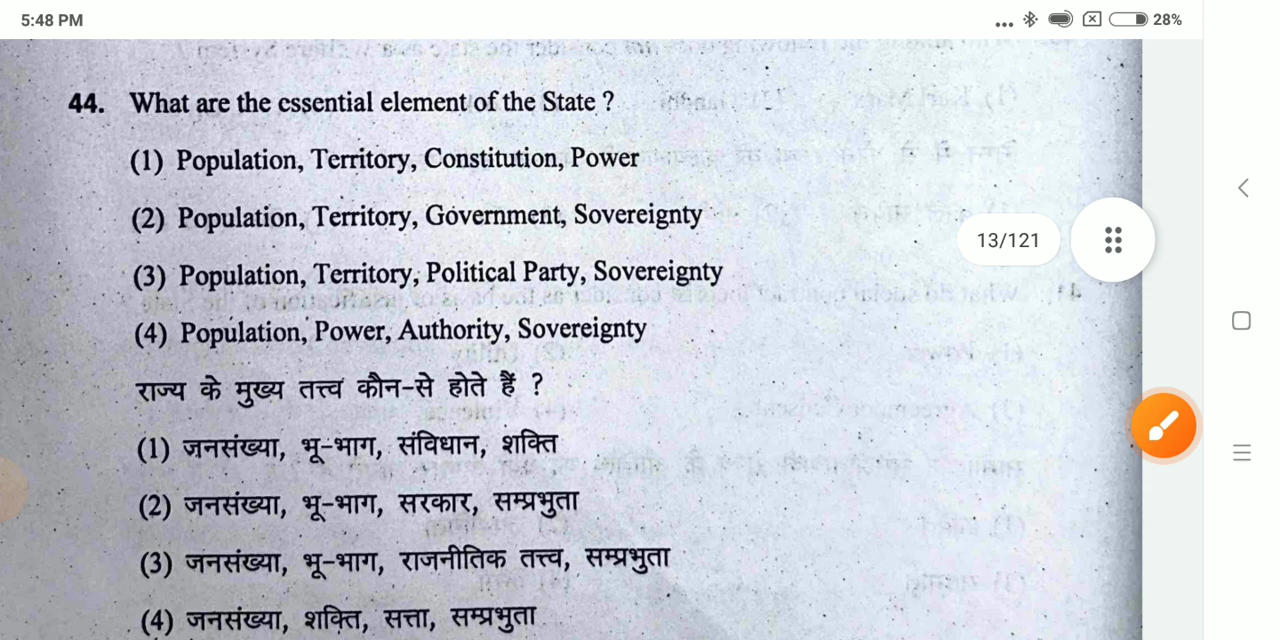 5:48 PM
28%
44. What are the essential element of the State ?
(1) Population, Territory, Constitution, Power
(2) Population, Territory, Government, Sovereignty
13/121
(3) Population, Territory, Political Party, Sovereignty
(4) Population, Power, Authority, Sovereignty
राज्य के मुख्य तत्त्व कौन-से होते हैं ?
(1) जनसंख्या, भू-भाग, संविधान, शक्ति
(2) जनसंख्या, भू-भाग, सरकार, सम्प्रभुता
(3) जनसंख्या, भू-भाग, राजनीतिक तत्त्व, सम्प्रभुता
(4) जनसंख्या, शक्ति, सत्ता, सम्प्रभुता